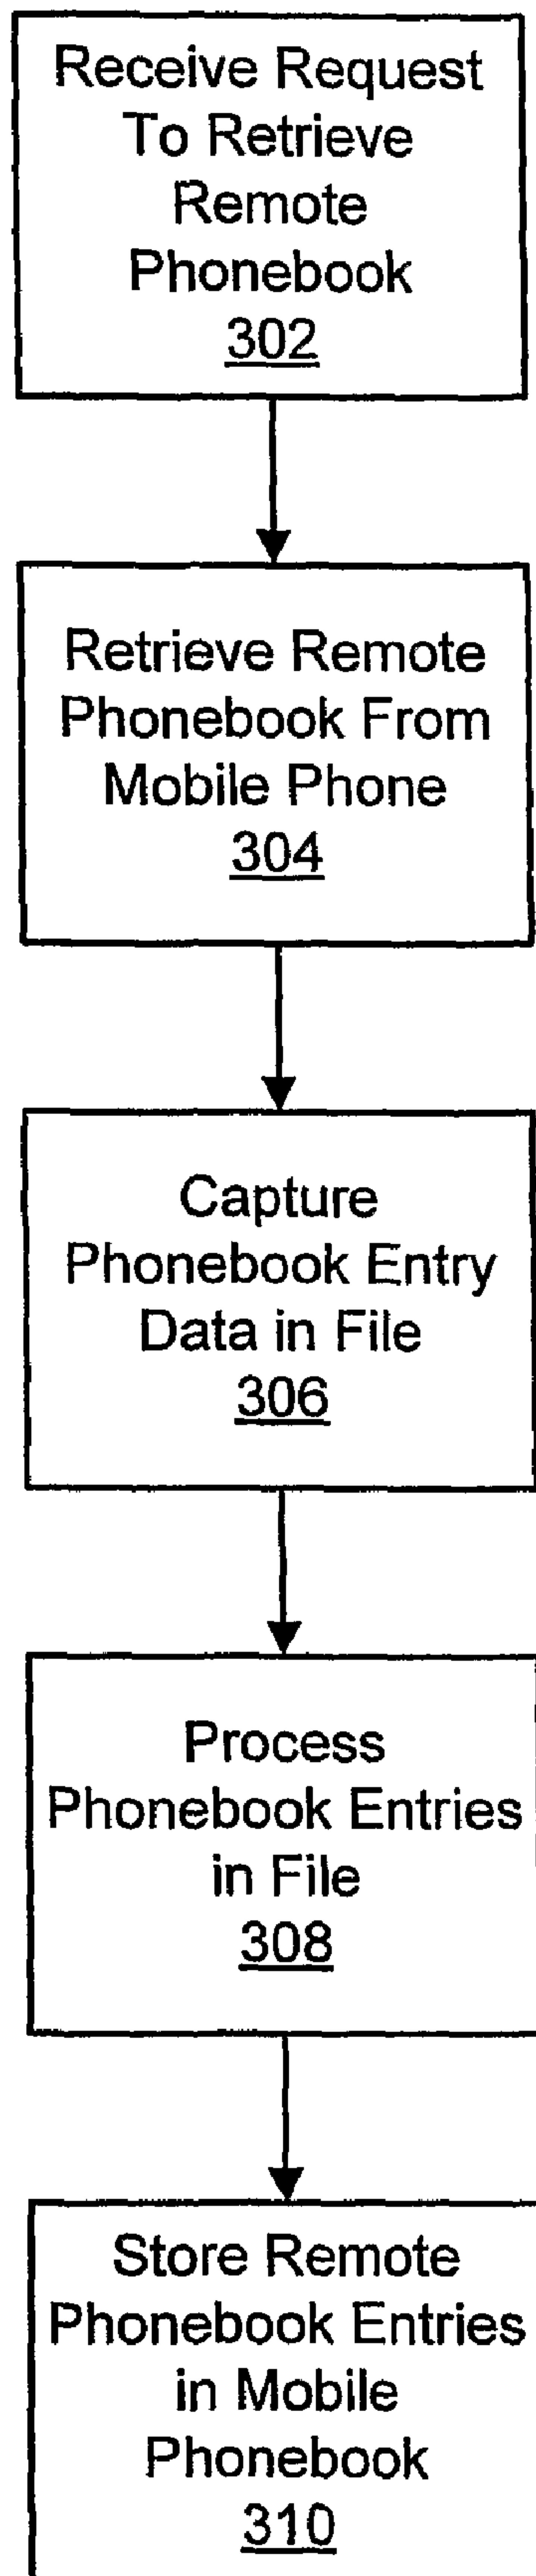 Receive Request
To Retrieve
Remote
Phonebook
302
Retrieve Remote
Phonebook From
Mobile Phone
304
Capture
Phonebook Entry
Data in File
306
Process
Phonebook Entries
in File
308
Store Remote
Phonebook Entries
in Mobile
Phonebook
310